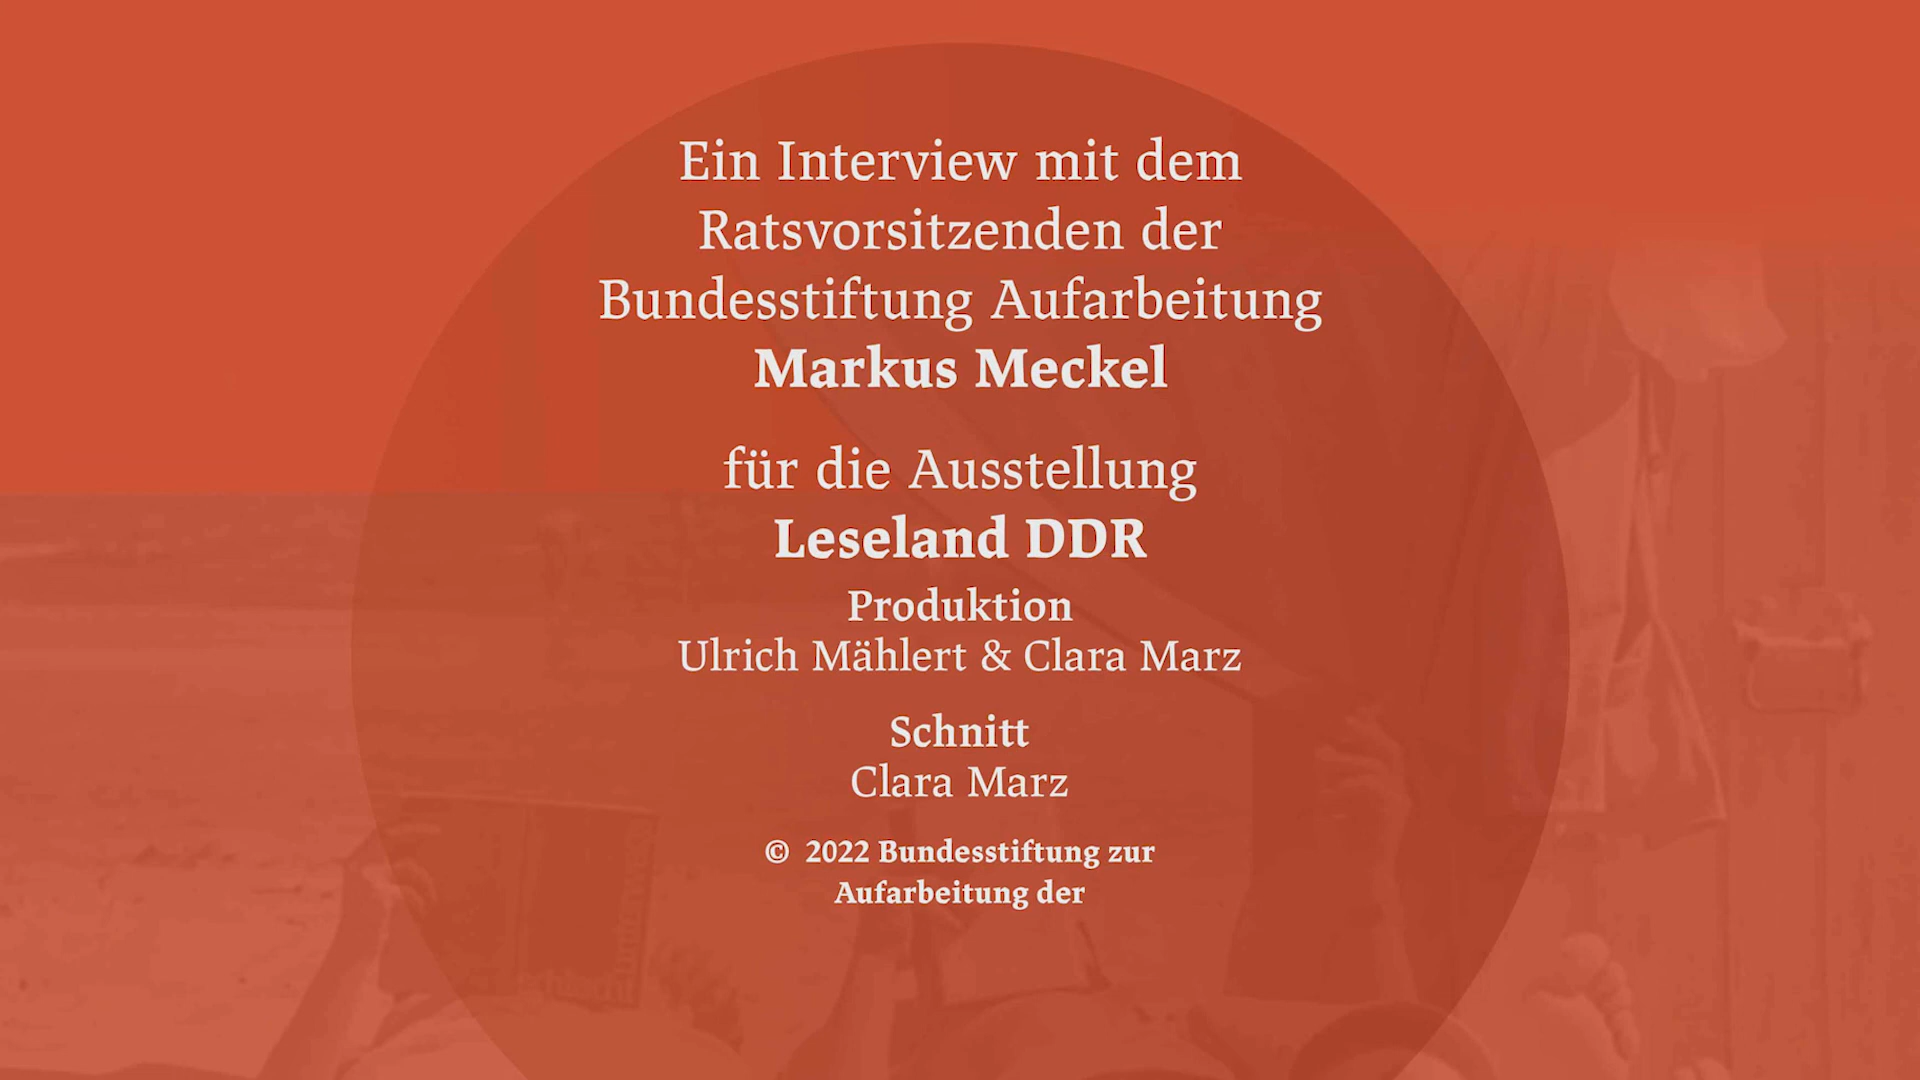 Ein Interview mit dem
Ratsvorsitzenden der
Bundesstiftung Aufarbeitung
Markus Meckel
für die Ausstellung
Leseland DDR
Produktion
Ulrich Mählert & Clara Marz
Schnitt
Clara Marz
© 2022 Bundesstiftung zur
Aufarbeitung der